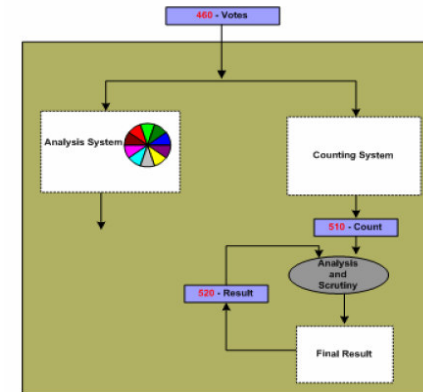 460 - Votes
Analysis System
Counting System
510 - Count
Analysis
and
Scrutiny
520 - Result
Final Result